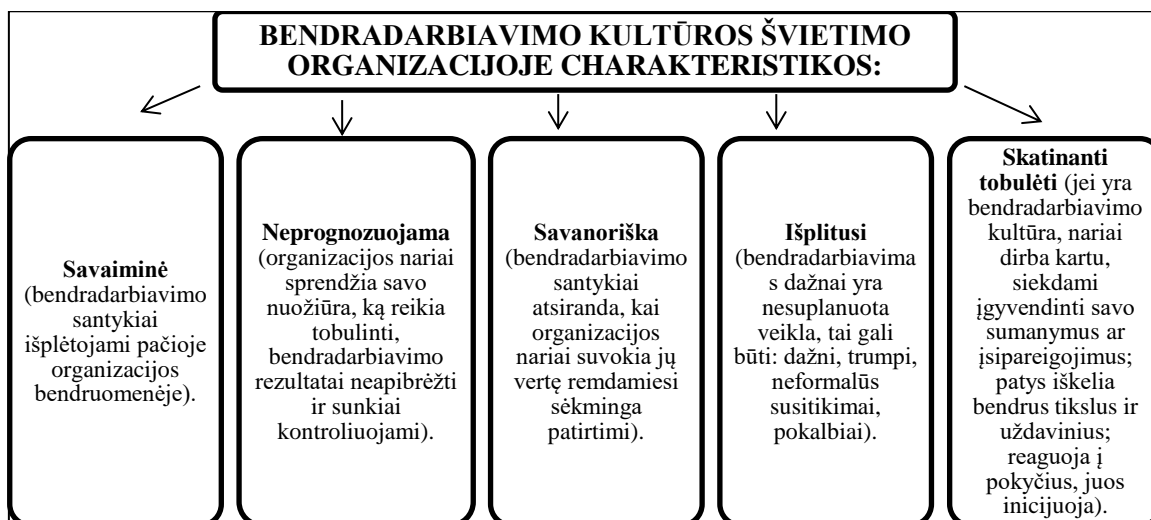 BENDRADARBIAVIMO KULTŪROS ŠVIETIMO
ORGANIZACIJOJE CHARAKTERISTIKOS:
Savaiminė
(bendradarbiavimo
santykiai
išplėtojami pačioje
organizacijos
bendruomenėje).
Neprognozuojama
(organizacijos nariai
sprendžia savo
nuožiūra, ką reikia
tobulinti,
bendradarbiavimo
rezultatai neapibrėžti
ir sunkiai
kontroliuojami).
Savanoriška
(bendradarbiavimo
santykiai
atsiranda, kai
organizacijos
nariai suvokia jų
vertę remdamiesi
sėkminga
patirtimi).
Išplitusi
(bendradarbiavima
s dažnai yra
nesuplanuota
veikla, tai gali
būti: dažni, trumpi,
neformalūs
susitikimai,
pokalbiai).
Skatinanti
tobulėti (jei yra
bendradarbiavimo
kultūra, nariai
dirba kartu,
siekdami
įgyvendinti savo
sumanymus ar
įsipareigojimus;
patys iškelia
bendrus tikslus ir
uždavinius;
reaguoja į
pokyčius, juos
inicijuoja).